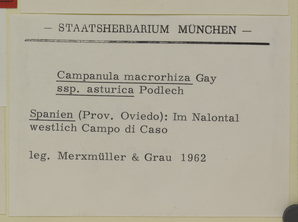 — STAATSHERBARIUM MÜNCHEN —
Campanula macrorhiza Gay
ssp. asturica Podlech
Spanien (Prov. Oviedo): Im Nalontal
westlich Campo di Caso
leg. Merxmüller & Grau 1962